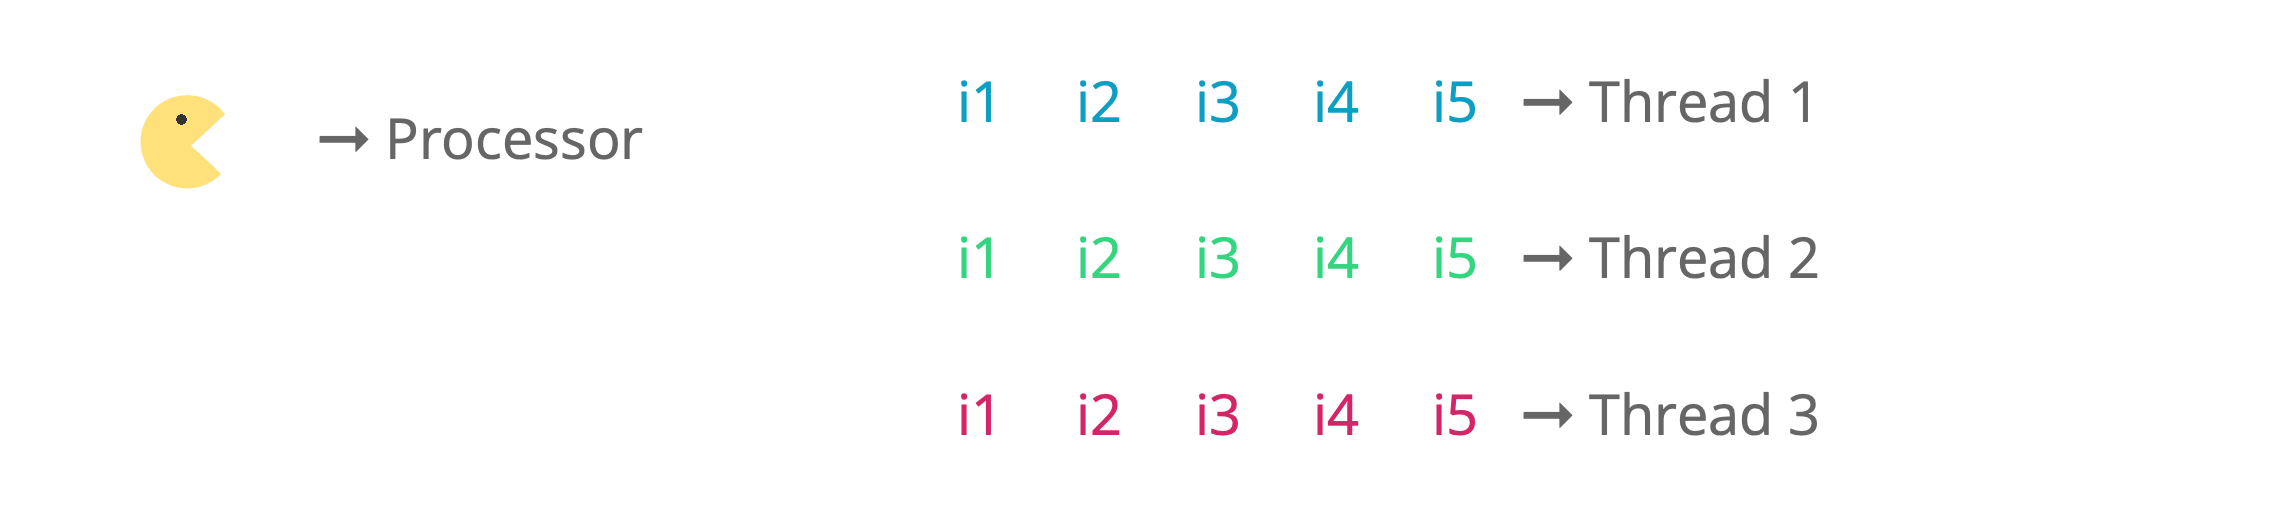 → Processor
i1 i2 i3 i4 i5 → Thread 1
i1 i2 i3 i4 i5 → Thread 2
i1 i2 i3 i4 i5 → Thread 3